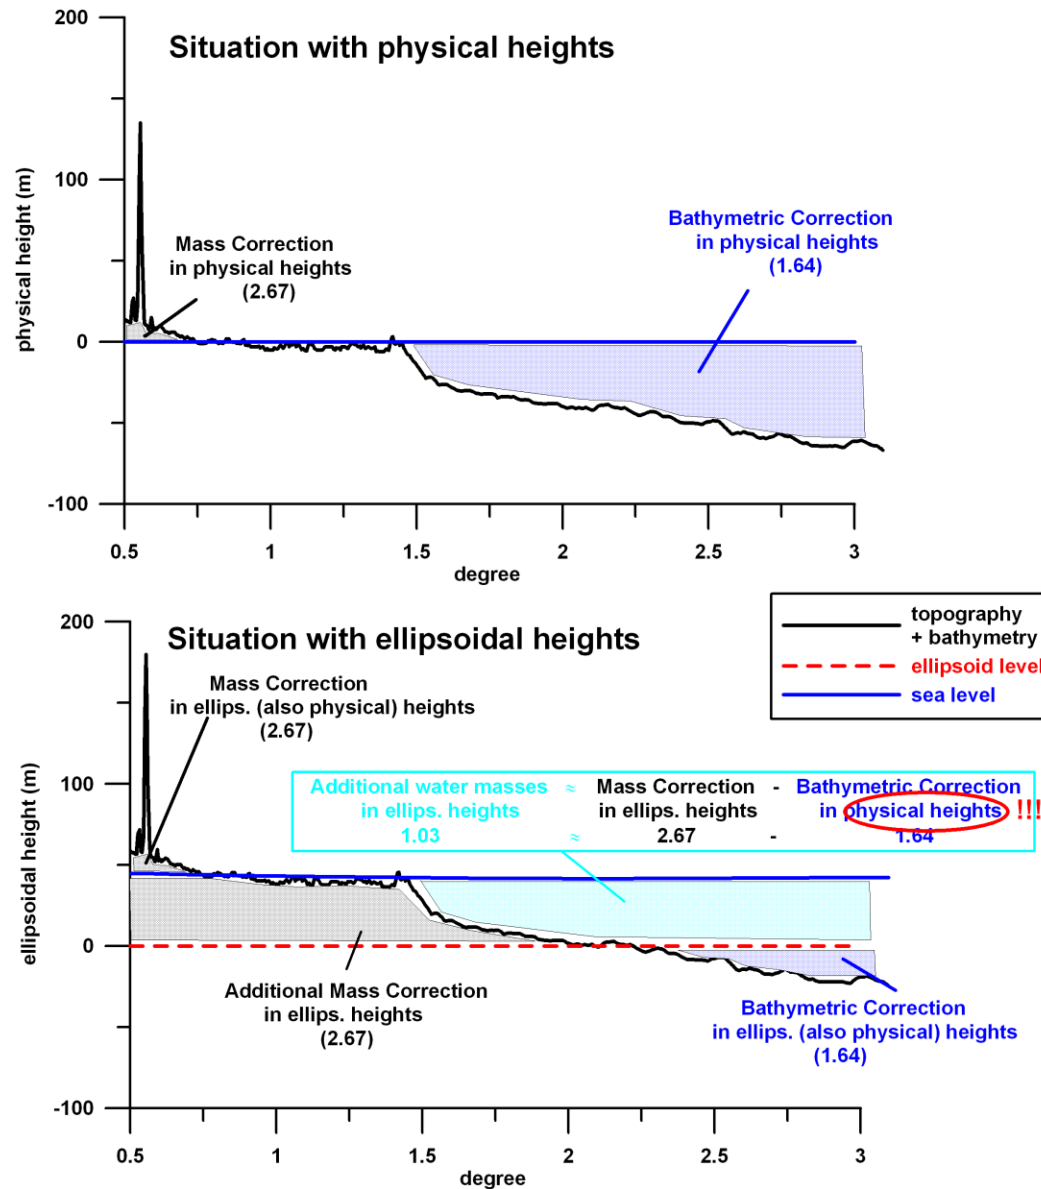 Situation with physical heights
200
100
0
-100
physical height (m)
Mass Correction
in physical heights
(2.67)
Bathymetric Correction
in physical heights
(1.64)
0.5
1
1.5
2
2.5
3
degree
topography
+ bathymetry
ellipsoid level
sea level
Situation with ellipsoidal heights
200
100
0
-100
ellipsoidal height (m)
Mass Correction
in ellips. (also physical) heights
(2.67)
Additional water masses ≈ Mass Correction - Bathymetric Correction
in ellips. heights in ellips. heights in physical heights !!!
1.03 ≈ 2.67 - 1.64
Additional Mass Correction
in ellips. heights
(2.67)
Bathymetric Correction
in ellips. (also physical) heights
(1.64)
0.5
1
1.5
2
2.5
3
degree